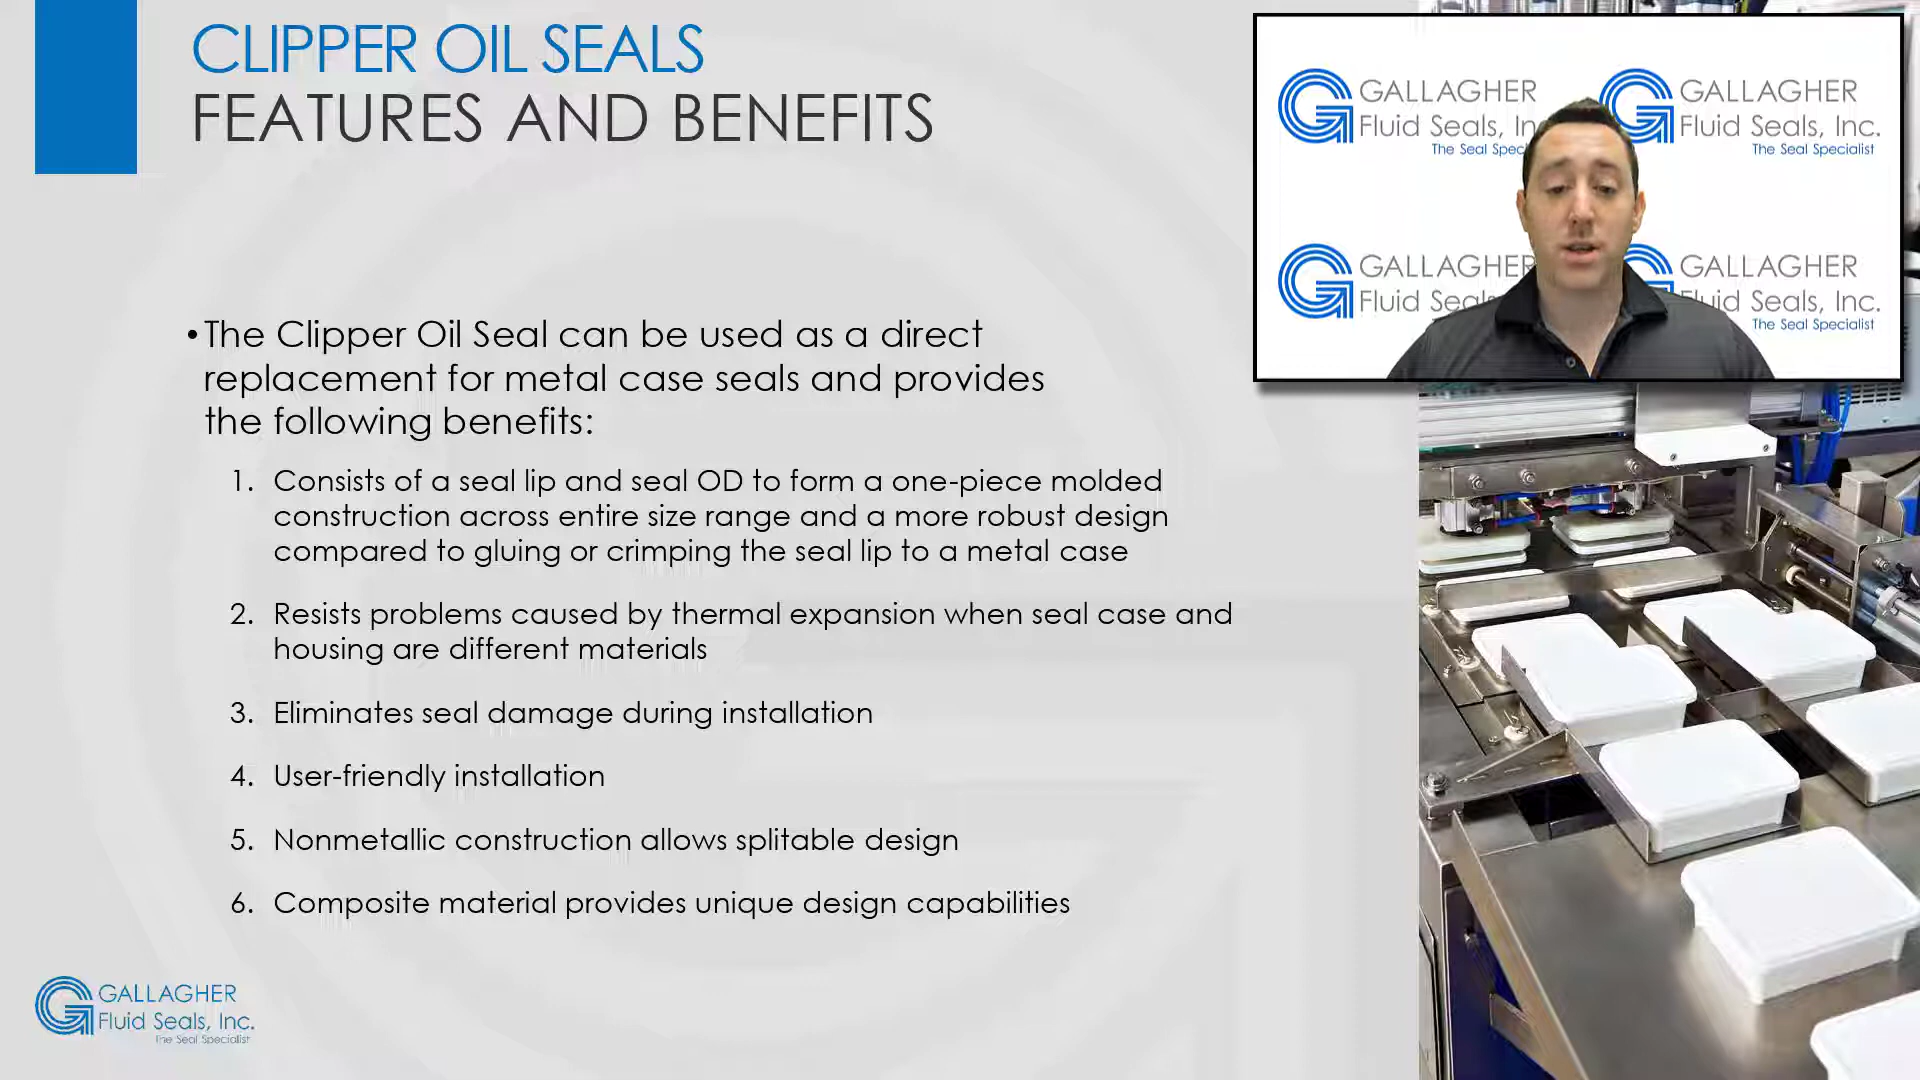 CLIPPER OIL SEALS
FEATURES AND BENEFITS
•The Clipper Oil Seal can be used as a direct
replacement for metal case seals and provides
the following benefits:
1. Consists of a seal lip and seal OD to form a one-piece molded
construction across entire size range and a more robust design
compared to gluing or crimping the seal lip to a metal case
2. Resists problems caused by thermal expansion when seal case and
housing are different materials
3. Eliminates seal damage during installation
4. User-friendly installation
5. Nonmetallic construction allows splitable design
6. Composite material provides unique design capabilities
GALLAGHER
Fluid Seals, Inc.
The Seal Specialist
GALLAGHER
Fluid Seals, In
The Seal Spec
GALLAGHER
Fluid Seals, Inc.
The Seal Specialist
GALLAGHER
Fluid Seals
GALLAGHER
Fluid Seals, Inc.
The Seal Specialist